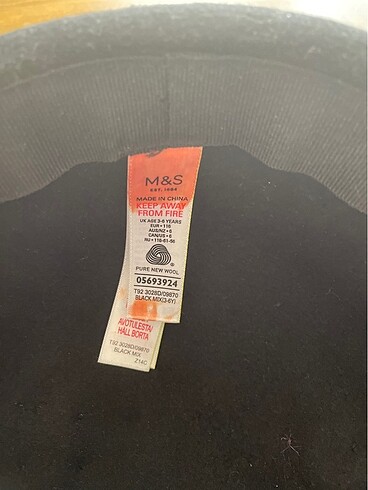 M&S
EST. 1884
MADE IN CHINA
KEEP AWAY
FROM FIRE
UK AGE 3-6 YEARS
EUR • 116
AUS/NZ • 6
CAN/US • 6
RU • 116-61-56
PURE NEW WOOL
05693924
T92 3028D/09870
BLACK MIX(3-6Y)
AVOTULESTA/
HÅLL BORTA
T92 3028D/09870
BLACK MIX
Z14C